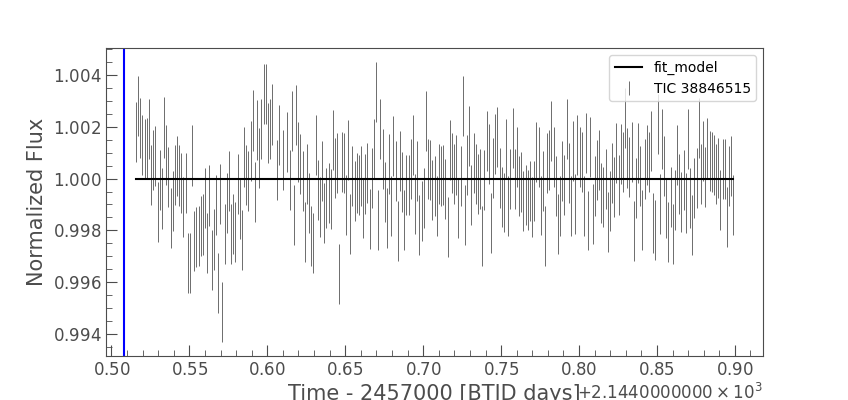 fit_model
TIC 38846515
Normalized Flux
1.004
1.002
1.000
0.998
0.996
0.994
0.50 0.55 0.60 0.65 0.70 0.75 0.80 0.85 0.90
Time - 2457000 [BTJD days]
+2.1440000000 × 10³